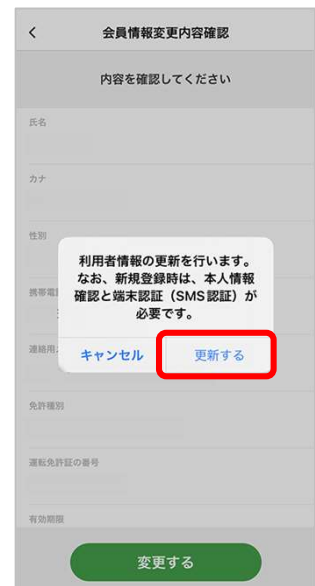 会員情報変更内容確認
内容を確認してください
氏名
カナ
性別
利用者情報の更新を行います。
なお、新規登録時は、本人情報
確認と端末認証（SMS認証）が
必要です。
携帯電
連絡用
キャンセル 更新する
免許種別
運転免許証の番号
有効期限
変更する